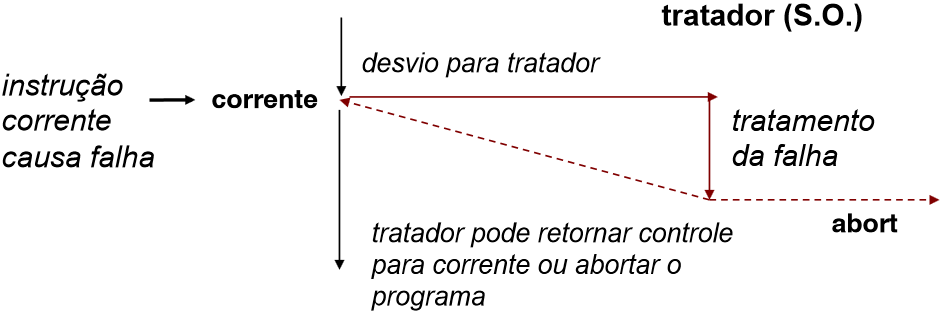 tratador (S.O.)
desvio para tratador
instrução
corrente
causa falha
corrente
tratamento
da falha
abort
tratador pode retornar controle
para corrente ou abortar o
programa